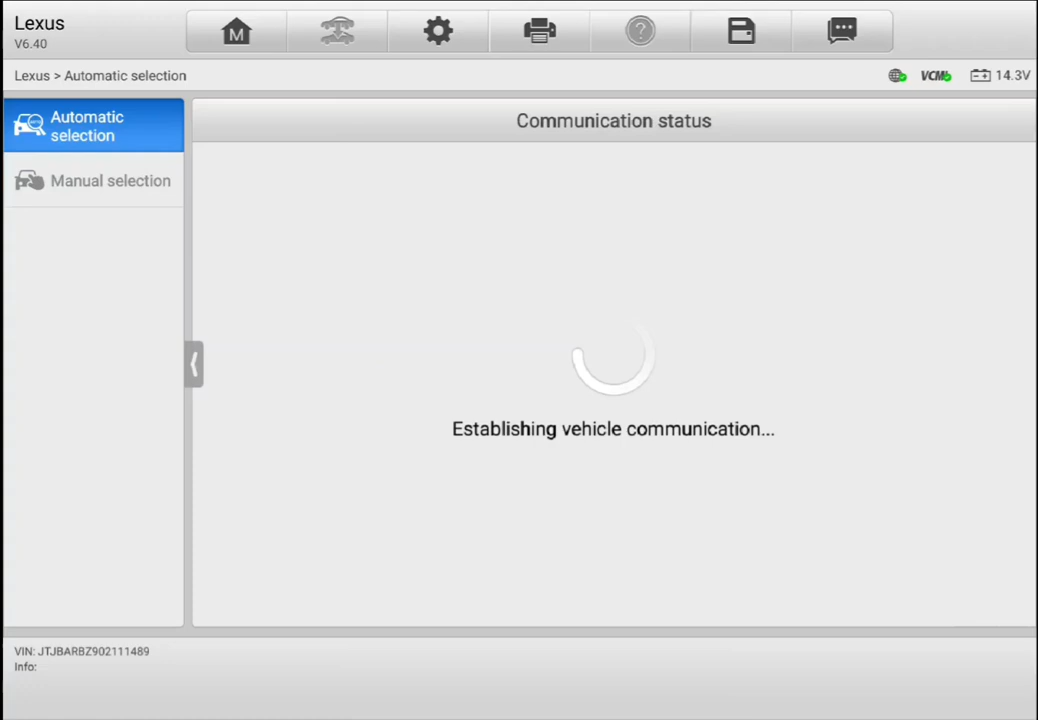 Lexus
V6.40
M
?
Lexus > Automatic selection
VCMI
14.3V
Automatic
selection
Manual selection
Communication status
Establishing vehicle communication...
VIN: JTJBARBZ902111489
Info: